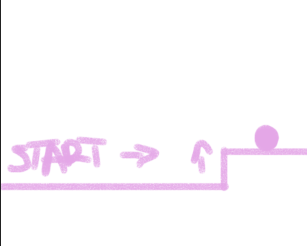 START → ↑